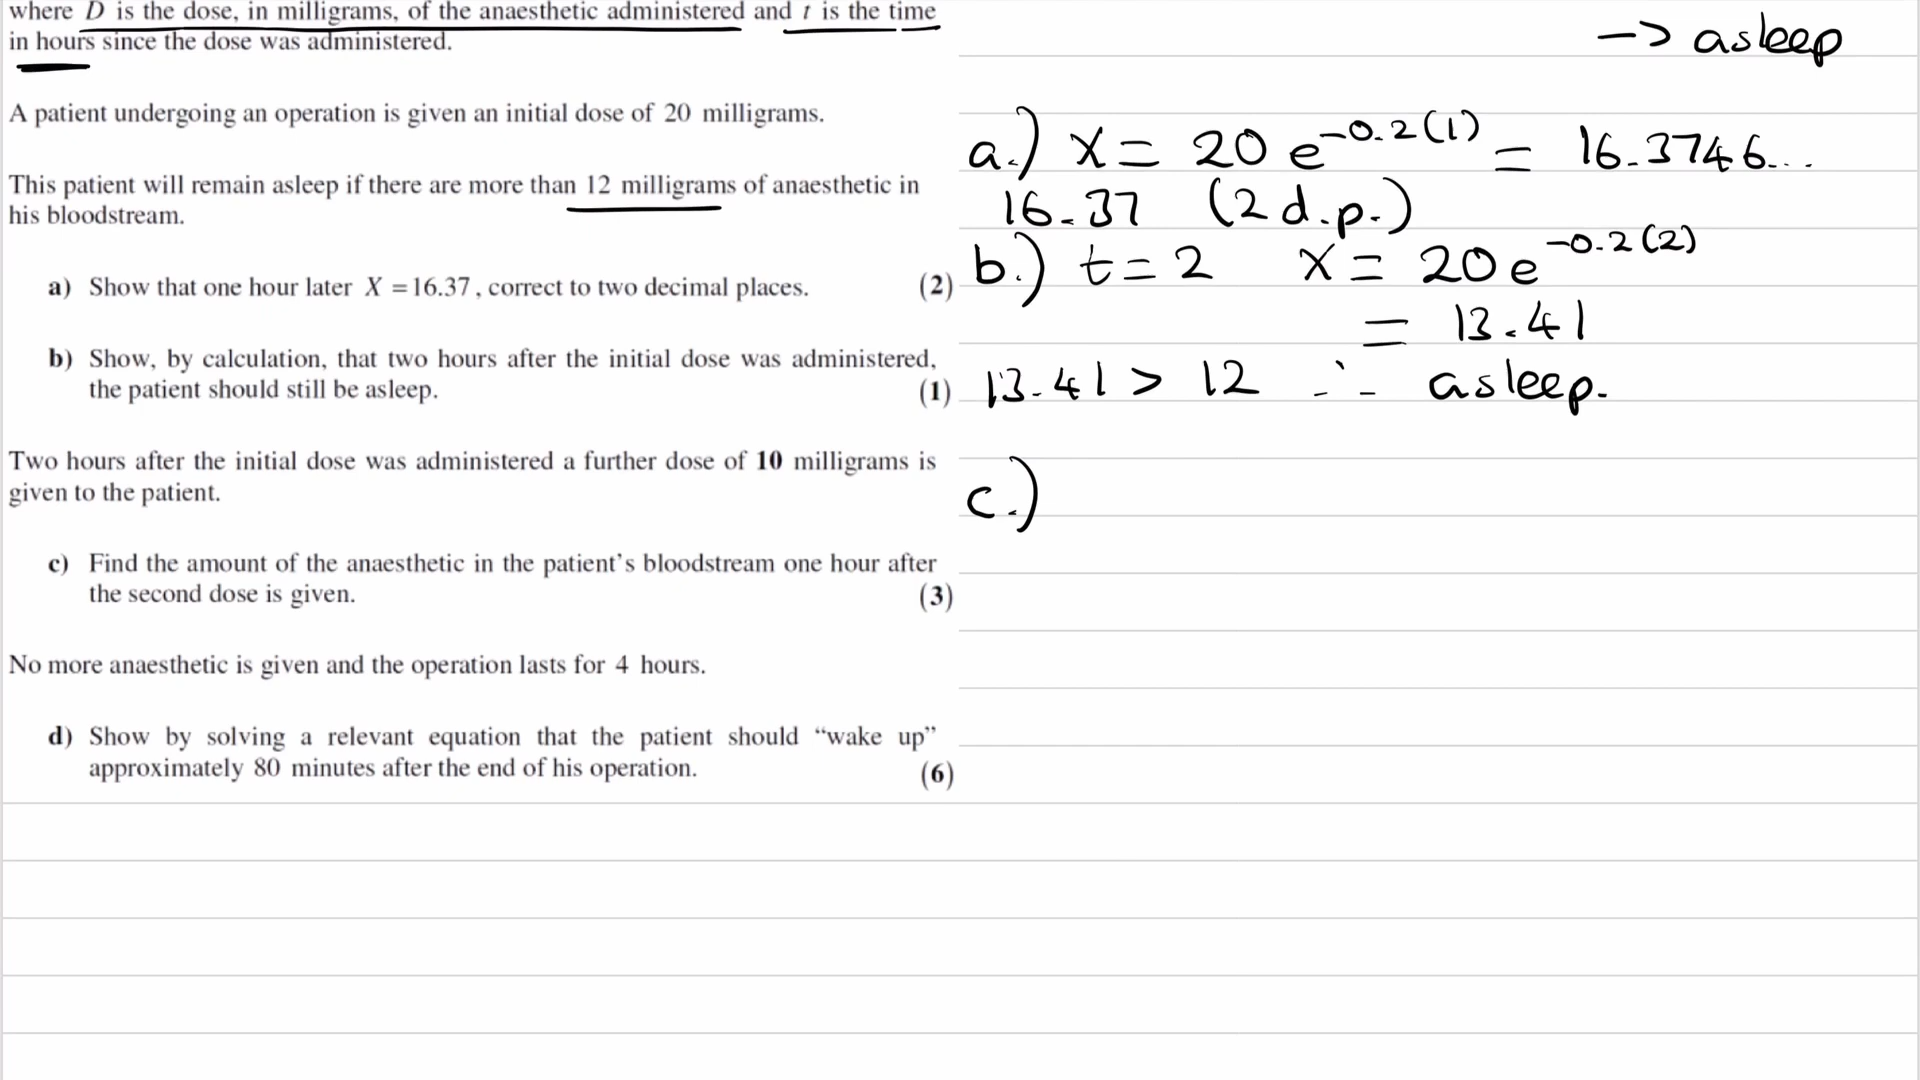 where D is the dose, in milligrams, of the anaesthetic administered and t is the time
in hours since the dose was administered.
A patient undergoing an operation is given an initial dose of 20 milligrams.
This patient will remain asleep if there are more than 12 milligrams of anaesthetic in
his bloodstream.
a) Show that one hour later X = 16.37, correct to two decimal places. (2)
b) Show, by calculation, that two hours after the initial dose was administered,
the patient should still be asleep. (1)
Two hours after the initial dose was administered a further dose of 10 milligrams is
given to the patient.
c) Find the amount of the anaesthetic in the patient's bloodstream one hour after
the second dose is given. (3)
No more anaesthetic is given and the operation lasts for 4 hours.
d) Show by solving a relevant equation that the patient should “wake up”
approximately 80 minutes after the end of his operation. (6)
-> asleep
a.) X = 20 e^-0.2(1) = 16.3746...
16.37 (2 d.p.)
b.) t = 2 X = 20 e^-0.2(2)
= 13.41
13.41 > 12 ∴ asleep.
c.)